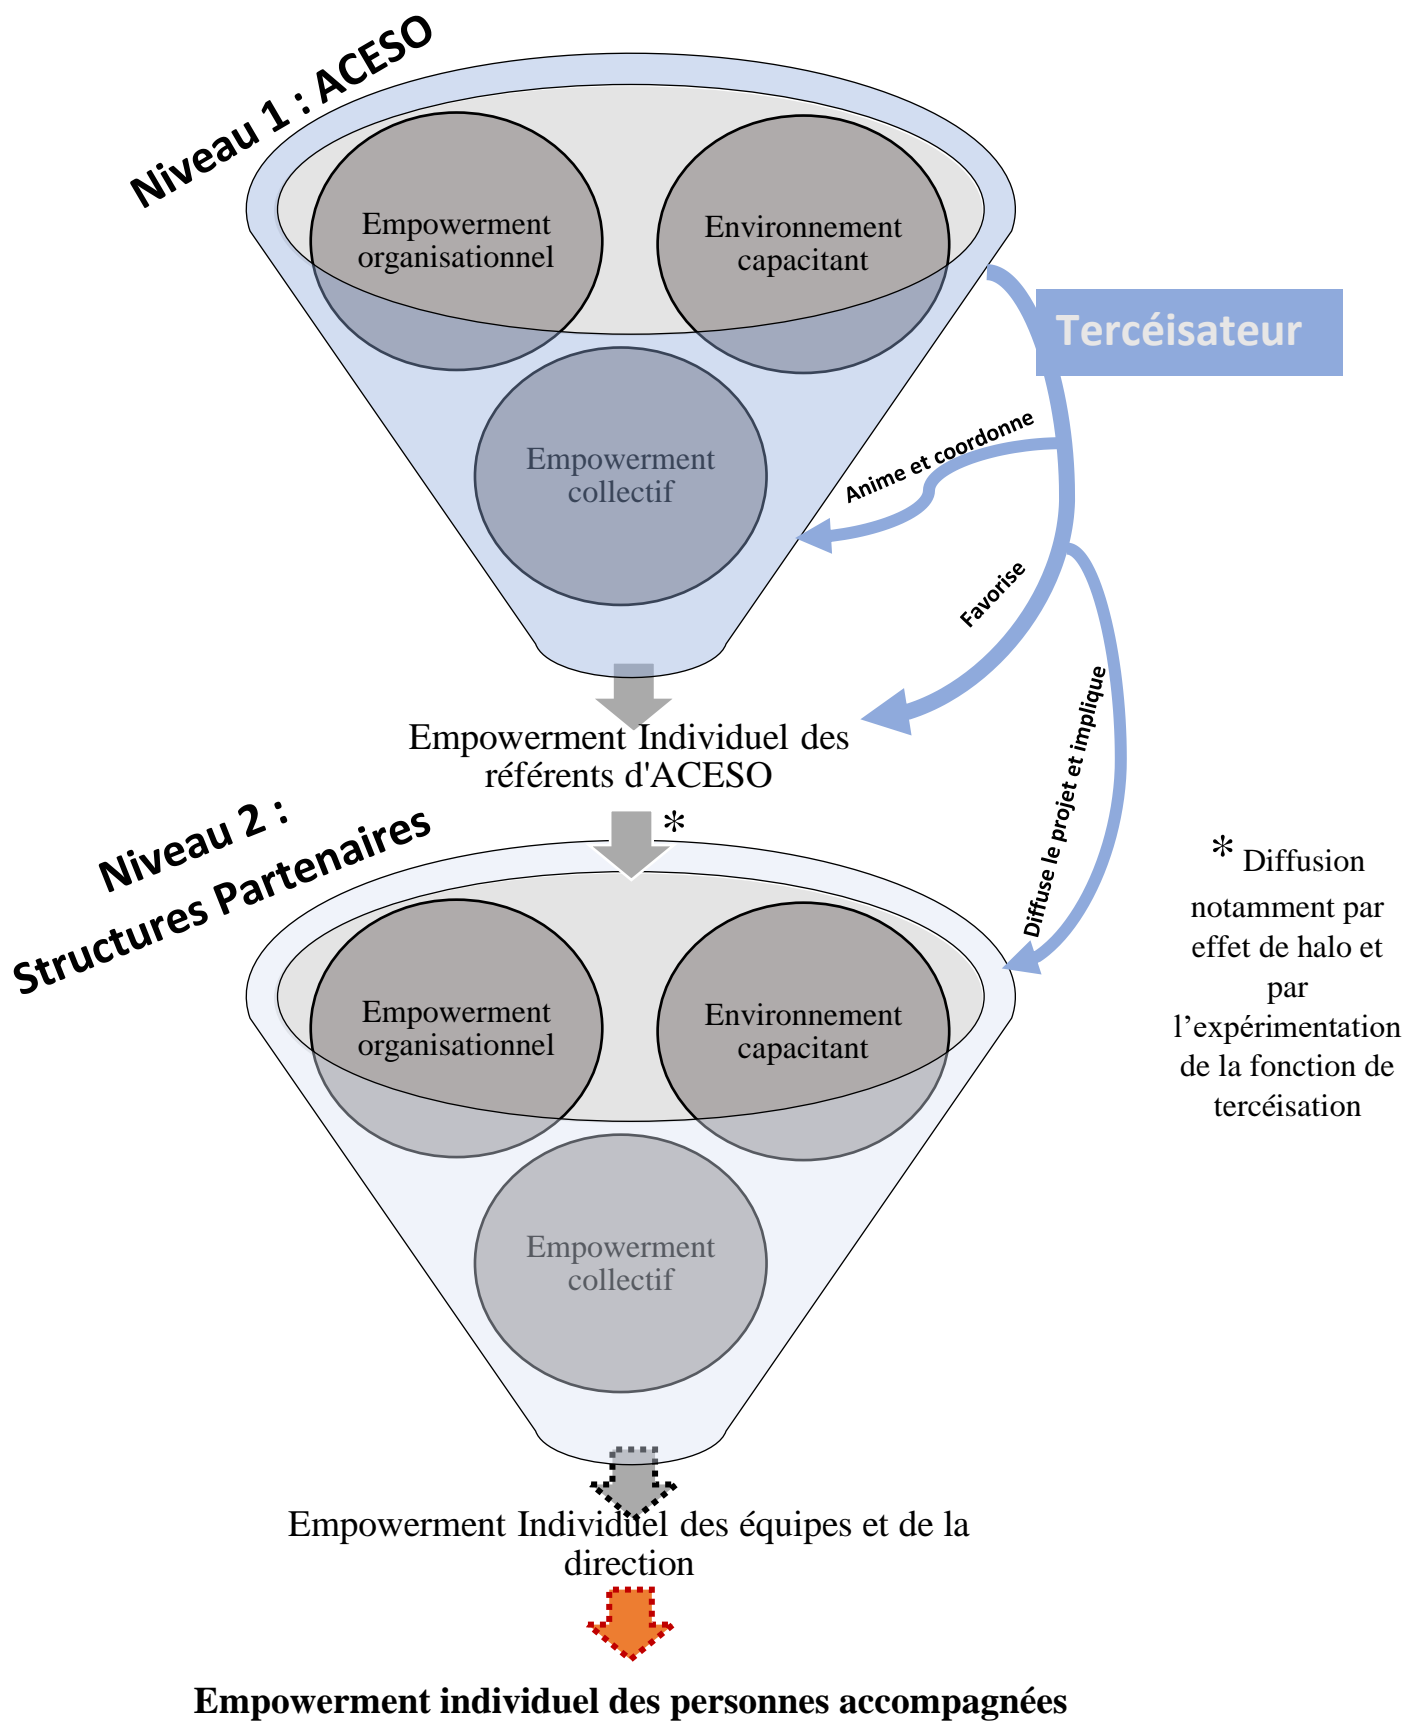 Niveau 1 : ACESO
Empowerment
organisationnel
Environnement
capacitant
Tercéisateur
Empowerment
collectif
Anime et coordonne
Favorise
Diffuse le projet et implique
Empowerment Individuel des
référents d'ACESO
*
Niveau 2 :
Structures Partenaires
Empowerment
organisationnel
Environnement
capacitant
Empowerment
collectif
* Diffusion
notamment par
effet de halo et
par
l’expérimentation
de la fonction de
tercéisation
Empowerment Individuel des équipes et de la
direction
Empowerment individuel des personnes accompagnées